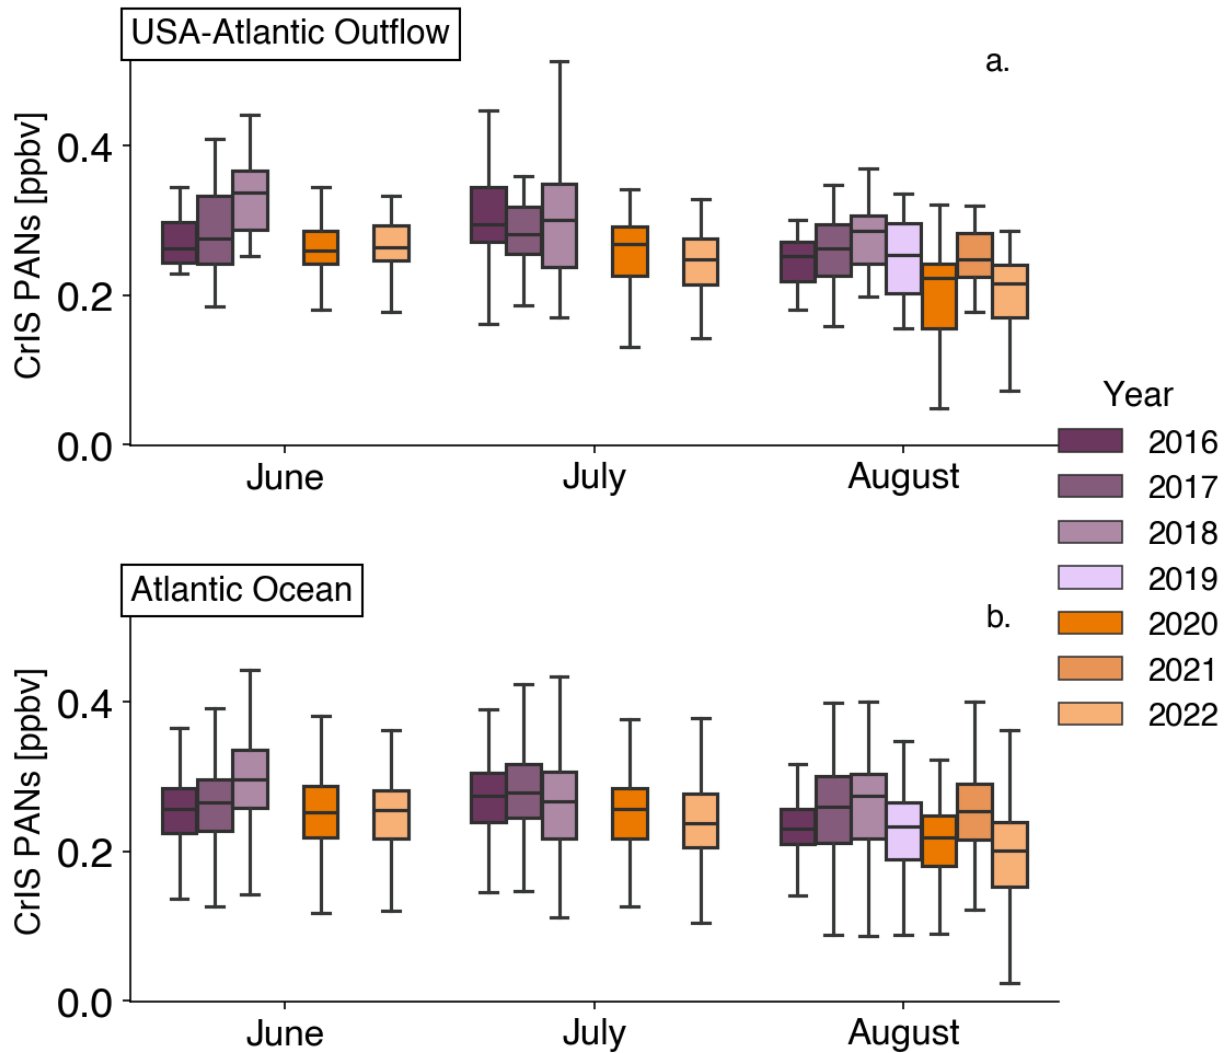 USA-Atlantic Outflow
a.
CrIS PANs [ppbv]
0.4
0.2
0.0
June
July
August
Year
2016
2017
2018
2019
2020
2021
2022
Atlantic Ocean
b.
CrIS PANs [ppbv]
0.4
0.2
0.0
June
July
August